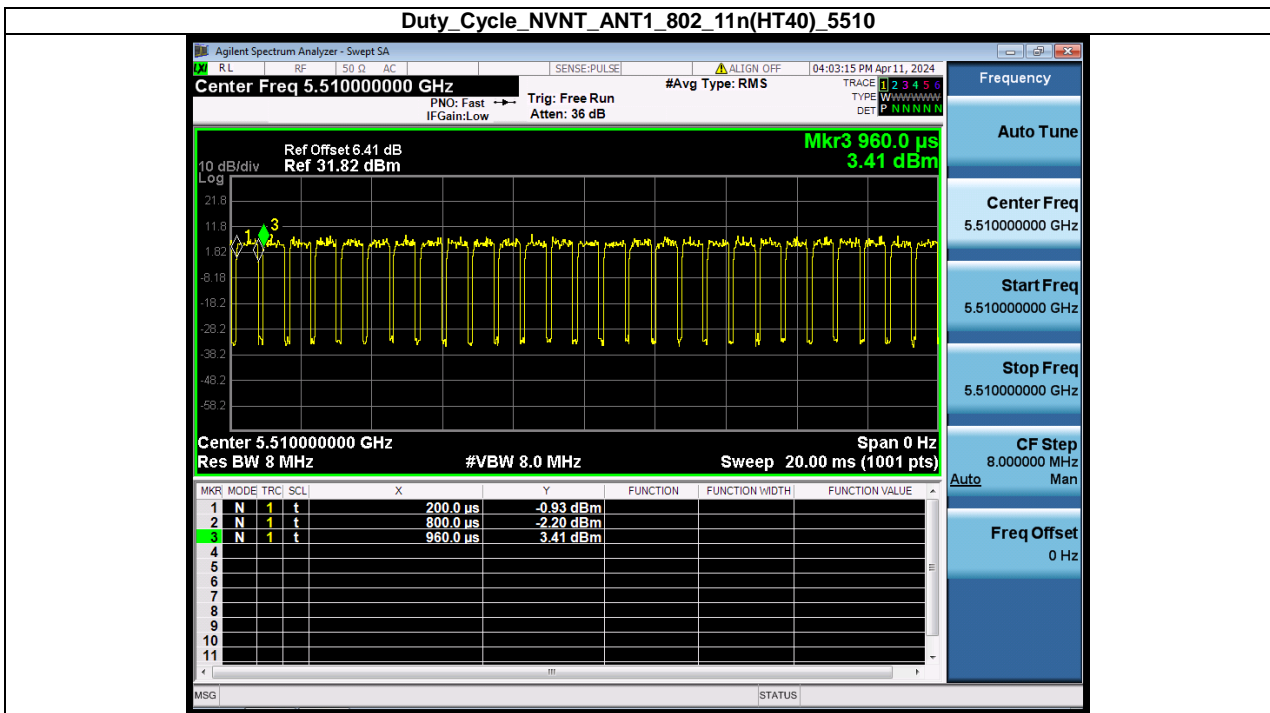 Duty_Cycle_NVNT_ANT1_802_11n(HT40)_5510
Agilent Spectrum Analyzer - Swept SA
LXI RL RF 50 Ω AC SENSE:PULSE ALIGN OFF 04:03:15 PM Apr 11, 2024
Center Freq 5.510000000 GHz
#Avg Type: RMS
TRACE 1 2 3 4 5 6
PNO: Fast
Trig: Free Run
TYPE WWWWWW
IFGain:Low
Atten: 36 dB
DET P N N N N N
Frequency
Mkr3 960.0 µs
3.41 dBm
Ref Offset 6.41 dB
10 dB/div Ref 31.82 dBm
Log
21.8
11.8
1.82
-8.18
-18.2
-28.2
-38.2
-48.2
-58.2
1
2
3
Center 5.510000000 GHz Span 0 Hz
Res BW 8 MHz #VBW 8.0 MHz Sweep 20.00 ms (1001 pts)
MKR MODE TRC SCL X Y FUNCTION FUNCTION WIDTH FUNCTION VALUE
1 N 1 t 200.0 µs -0.93 dBm
2 N 1 t 800.0 µs -2.20 dBm
3 N 1 t 960.0 µs 3.41 dBm
4
5
6
7
8
9
10
11
MSG STATUS
Auto Tune
Center Freq
5.510000000 GHz
Start Freq
5.510000000 GHz
Stop Freq
5.510000000 GHz
CF Step
8.000000 MHz
Auto Man
Freq Offset
0 Hz